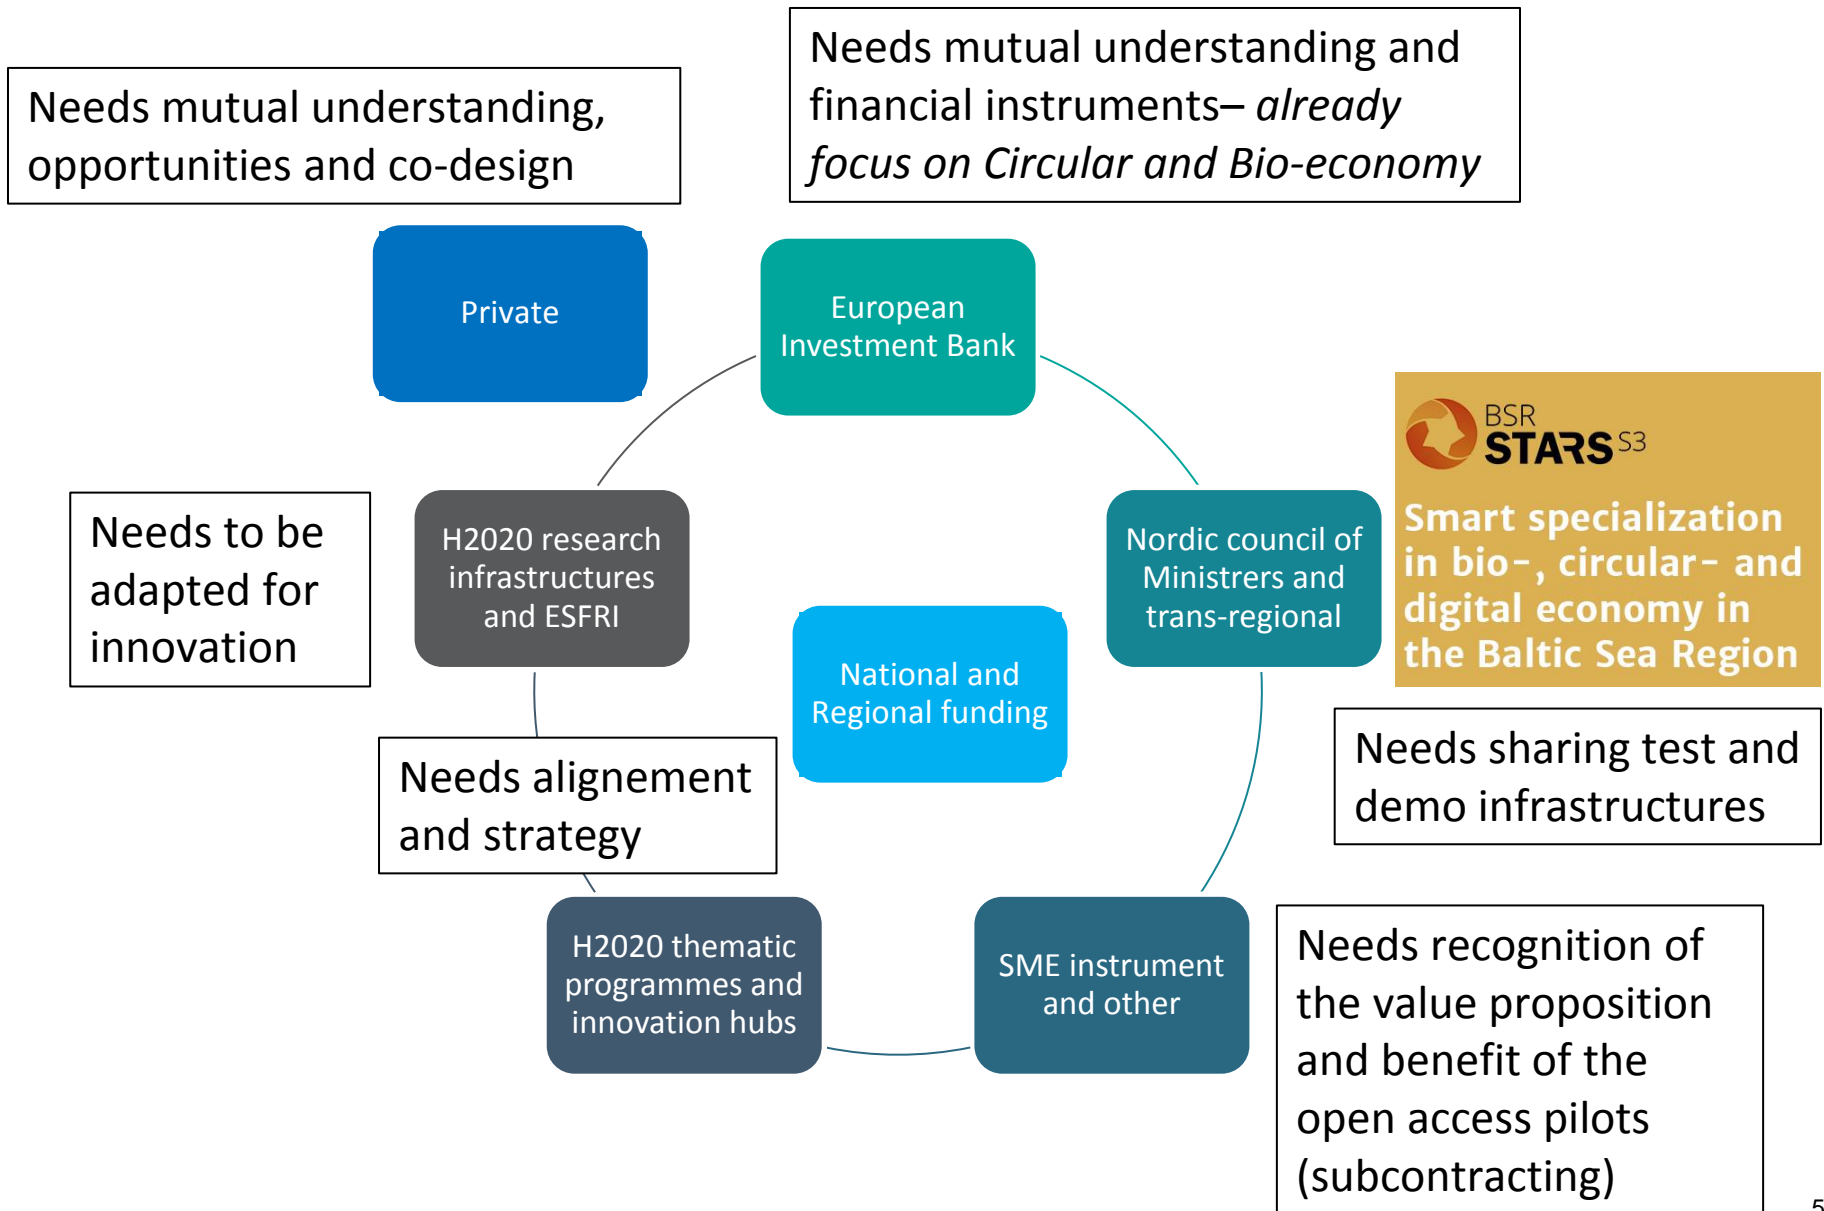 Needs mutual understanding,
opportunities and co-design
Needs mutual understanding and
financial instruments– already
focus on Circular and Bio-economy
Private
European
Investment Bank
BSR
STARS S3
Smart specialization
in bio-, circular- and
digital economy in
the Baltic Sea Region
Needs to be
adapted for
innovation
H2020 research
infrastructures
and ESFRI
Nordic council of
Ministrers and
trans-regional
National and
Regional funding
Needs alignement
and strategy
Needs sharing test and
demo infrastructures
H2020 thematic
programmes and
innovation hubs
SME instrument
and other
Needs recognition of
the value proposition
and benefit of the
open access pilots
(subcontracting)
5